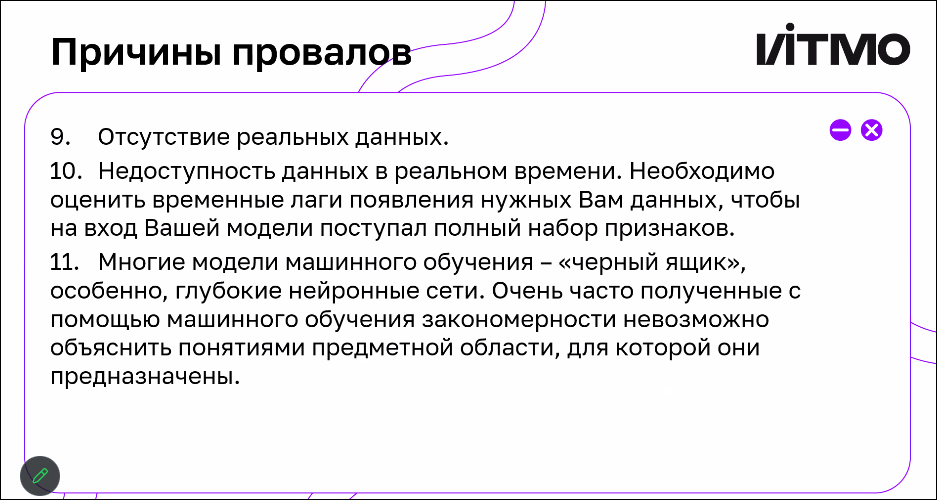 Причины провалов
ITMO
9. Отсутствие реальных данных.
10. Недоступность данных в реальном времени. Необходимо
оценить временные лаги появления нужных Вам данных, чтобы
на вход Вашей модели поступал полный набор признаков.
11. Многие модели машинного обучения – «черный ящик»,
особенно, глубокие нейронные сети. Очень часто полученные с
помощью машинного обучения закономерности невозможно
объяснить понятиями предметной области, для которой они
предназначены.